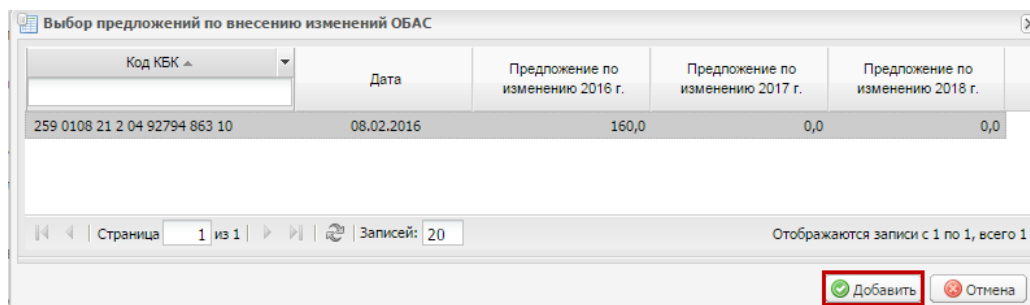 Выбор предложений по внесению изменений ОБАС
Код КБК Дата Предложение по изменению 2016 г. Предложение по изменению 2017 г. Предложение по изменению 2018 г.
259 0108 21 2 04 92794 863 10 08.02.2016 160,0 0,0 0,0
Страница 1 из 1 Записей: 20 Отображаются записи с 1 по 1, всего 1
Добавить Отмена